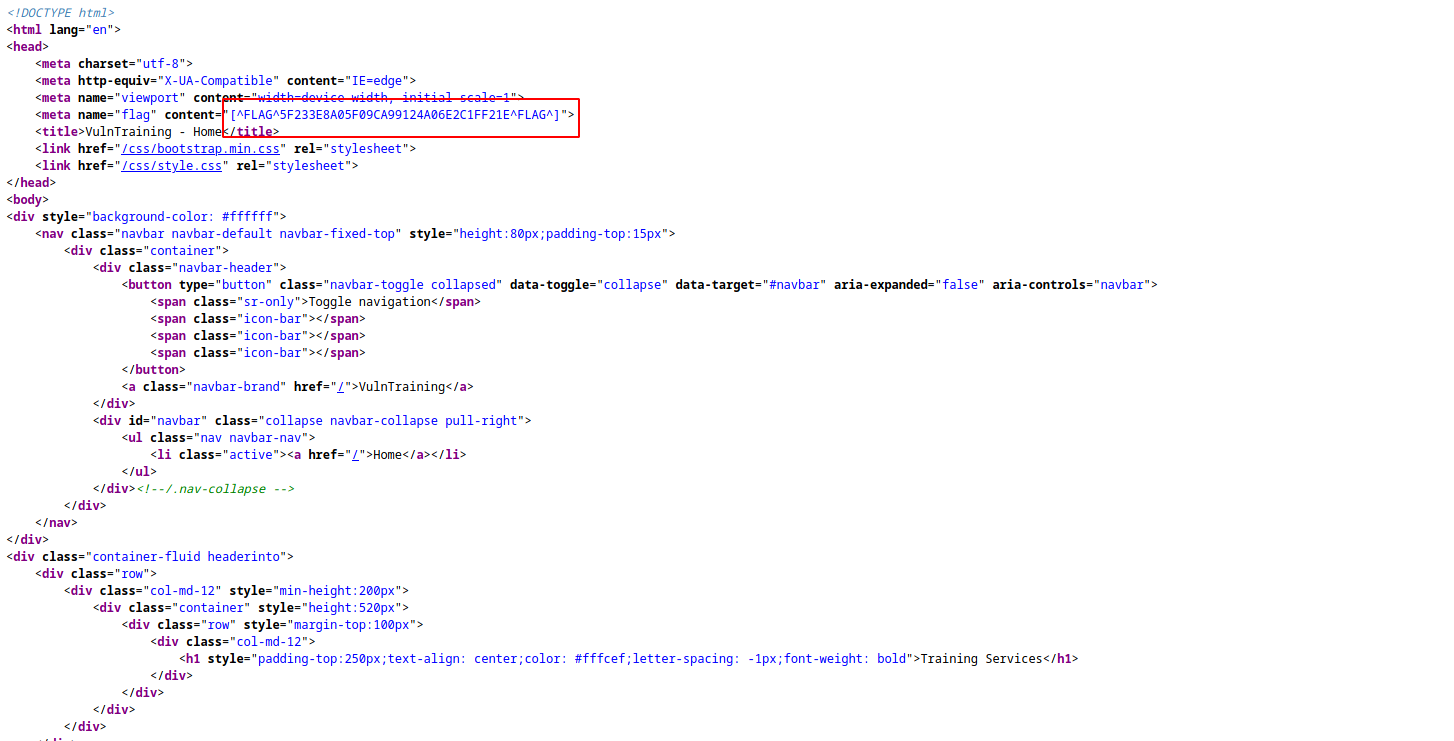 <!DOCTYPE html>
<html lang="en">
<head>
    <meta charset="utf-8">
    <meta http-equiv="X-UA-Compatible" content="IE=edge">
    <meta name="viewport" content="width=device-width, initial-scale=1">
    <meta name="flag" content="[^FLAG^5F233E8A05F09CA99124A06E2C1FF21E^FLAG^]">
    <title>VulnTraining - Home</title>
    <link href="/css/bootstrap.min.css" rel="stylesheet">
    <link href="/css/style.css" rel="stylesheet">
</head>
<body>
<div style="background-color: #ffffff">
    <nav class="navbar navbar-default navbar-fixed-top" style="height:80px;padding-top:15px">
        <div class="container">
            <div class="navbar-header">
                <button type="button" class="navbar-toggle collapsed" data-toggle="collapse" data-target="#navbar" aria-expanded="false" aria-controls="navbar">
                    <span class="sr-only">Toggle navigation</span>
                    <span class="icon-bar"></span>
                    <span class="icon-bar"></span>
                    <span class="icon-bar"></span>
                </button>
                <a class="navbar-brand" href="/">VulnTraining</a>
            </div>
            <div id="navbar" class="collapse navbar-collapse pull-right">
                <ul class="nav navbar-nav">
                    <li class="active"><a href="/">Home</a></li>
                </ul>
            </div><!--/.nav-collapse -->
        </div>
    </nav>
</div>
<div class="container-fluid headerinto">
    <div class="row">
        <div class="col-md-12" style="min-height:200px">
            <div class="container" style="height:520px">
                <div class="row" style="margin-top:100px">
                    <div class="col-md-12">
                        <h1 style="padding-top:250px;text-align: center;color: #fffcef;letter-spacing: -1px;font-weight: bold">Training Services</h1>
                    </div>
                </div>
            </div>
        </div>